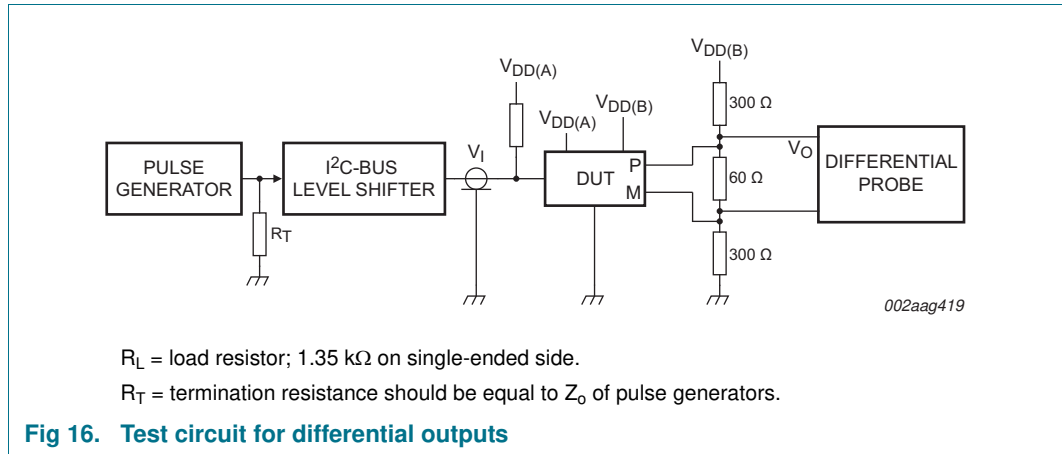 V_DD(B)
300 Ω
V_DD(A)
V_DD(B)
V_DD(A)
PULSE
GENERATOR
I²C-BUS
LEVEL SHIFTER
V_I
DUT
P
M
V_O
60 Ω
DIFFERENTIAL
PROBE
R_T
300 Ω
002aag419
R_L = load resistor; 1.35 kΩ on single-ended side.
R_T = termination resistance should be equal to Z_o of pulse generators.
Fig 16. Test circuit for differential outputs